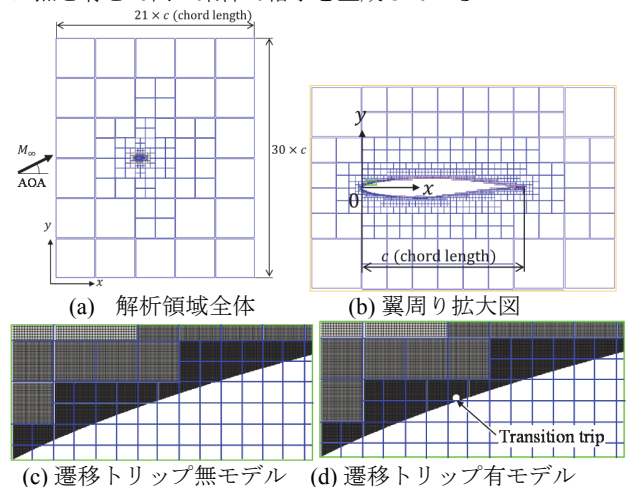 21 × c (chord length)
M∞
AOA
30 × c
y
x
y
x
0
c (chord length)
(a) 解析領域全体
(b) 翼周り拡大図
Transition trip
(c) 遷移トリップ無モデル
(d) 遷移トリップ有モデル